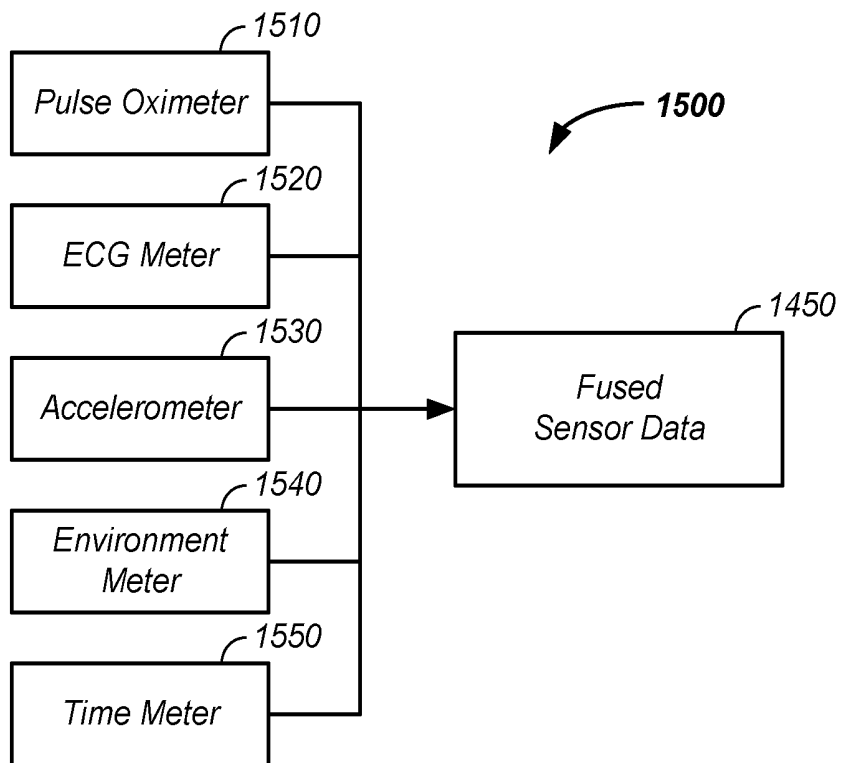 1510
Pulse Oximeter
1500
1520
ECG Meter
1450
1530
Fused
Accelerometer
Sensor Data
1540
Environment
Meter
1550
Time Meter